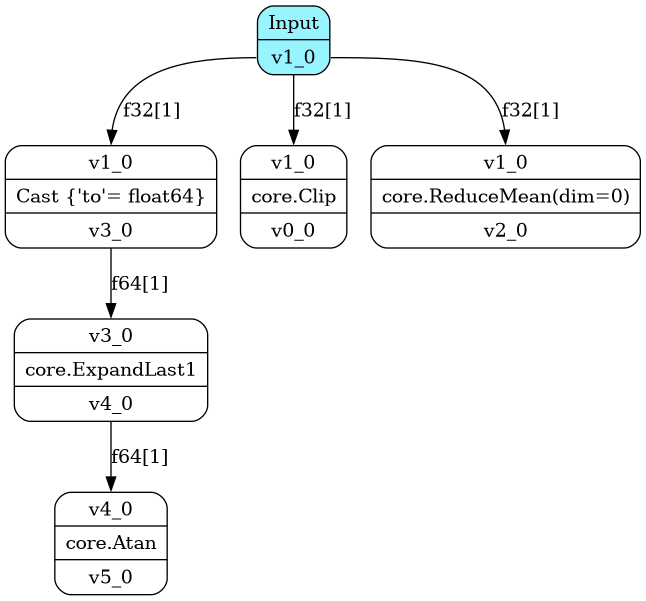 Input
v1_0
f32[1]
f32[1]
f32[1]
v1_0
Cast {'to'= float64}
v3_0
v1_0
core.Clip
v0_0
v1_0
core.ReduceMean(dim=0)
v2_0
f64[1]
v3_0
core.ExpandLast1
v4_0
f64[1]
v4_0
core.Atan
v5_0